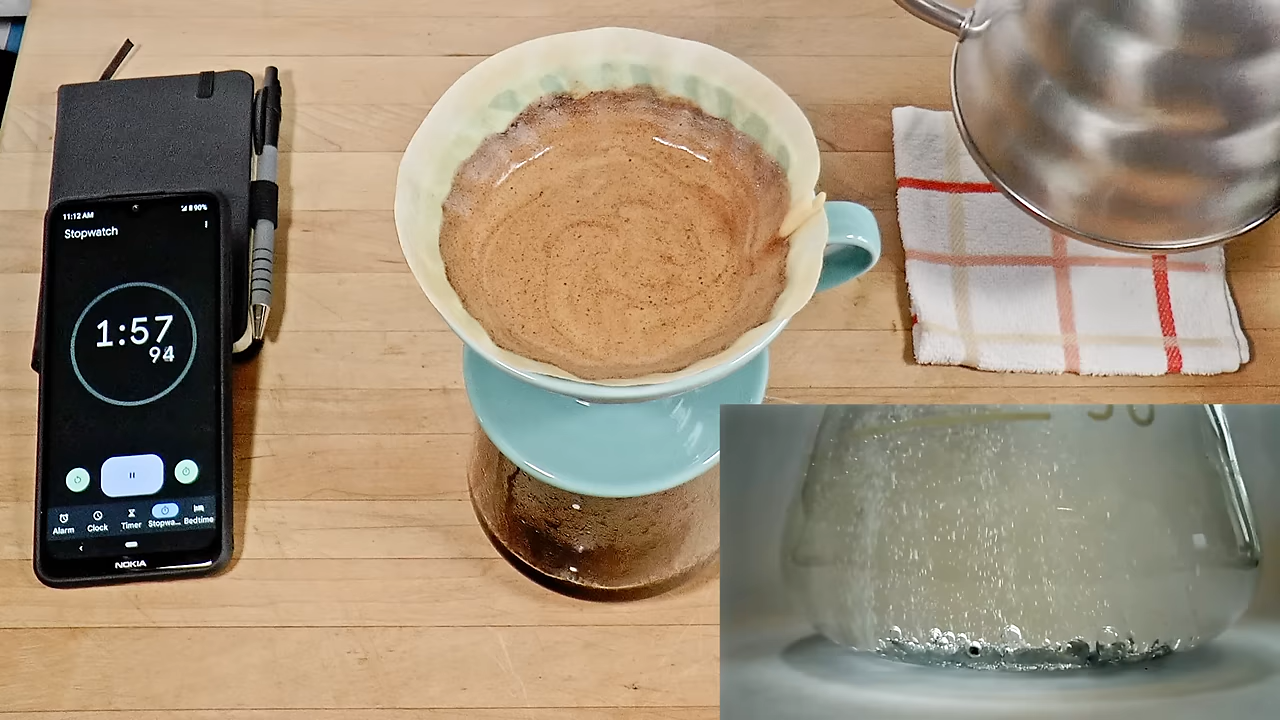 11:12 AM
90%
Stopwatch
1:57
94
Alarm
Clock
Timer
Stopwa...
Bedtime
NOKIA